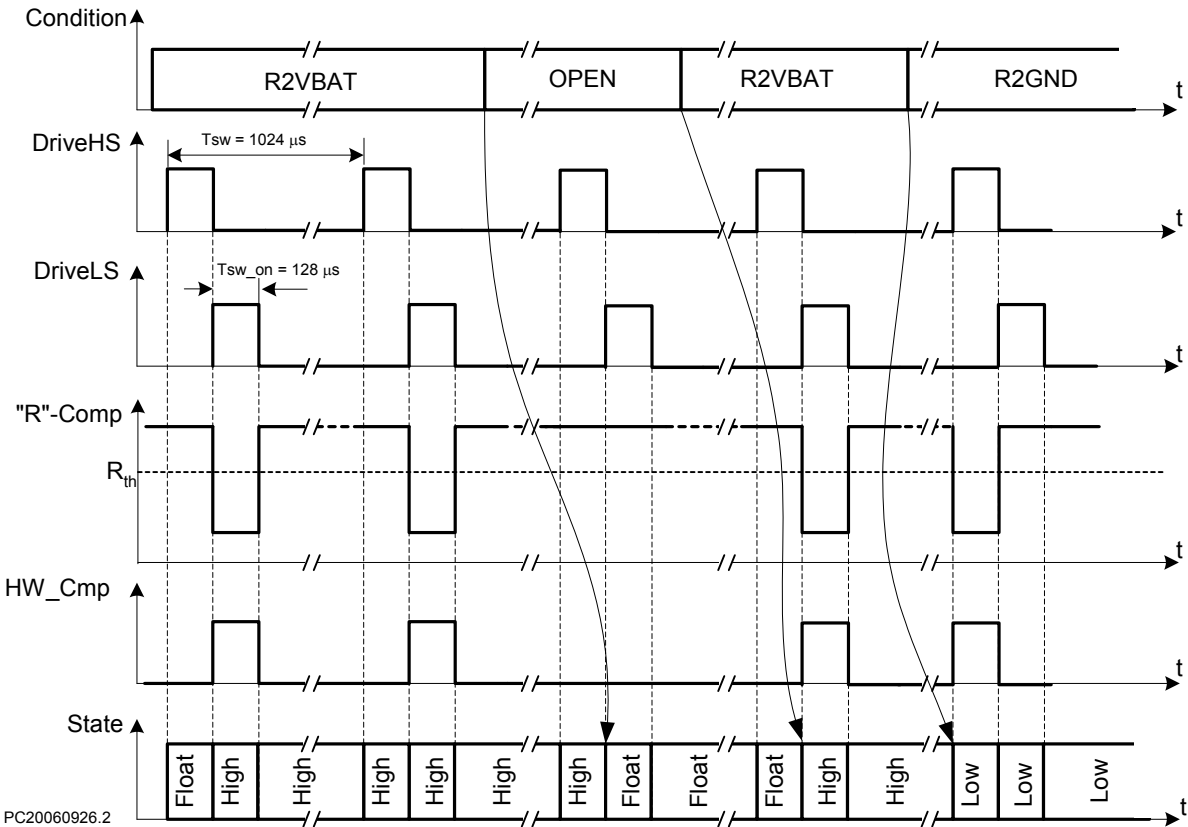 Condition
R2VBAT
OPEN
R2VBAT
R2GND
t
DriveHS
Tsw = 1024 μs
t
DriveLS
Tsw_on = 128 μs
t
"R"-Comp
Rth
t
HW_Cmp
t
State
Float
High
High
High
High
High
High
Float
Float
Float
High
High
Low
Low
Low
t
PC20060926.2